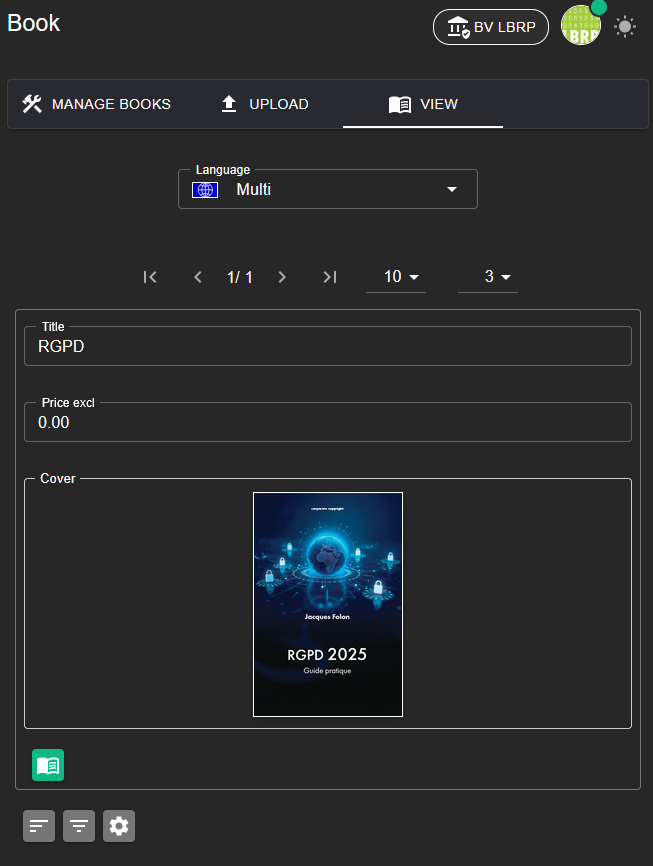 Book
BV LBRP
LBRP
MANAGE BOOKS
UPLOAD
VIEW
Language
Multi
1/ 1
10
3
Title
RGPD
Price excl
0.00
Cover
corporate copyright
Jacques Folon
RGPD 2025
Guide pratique